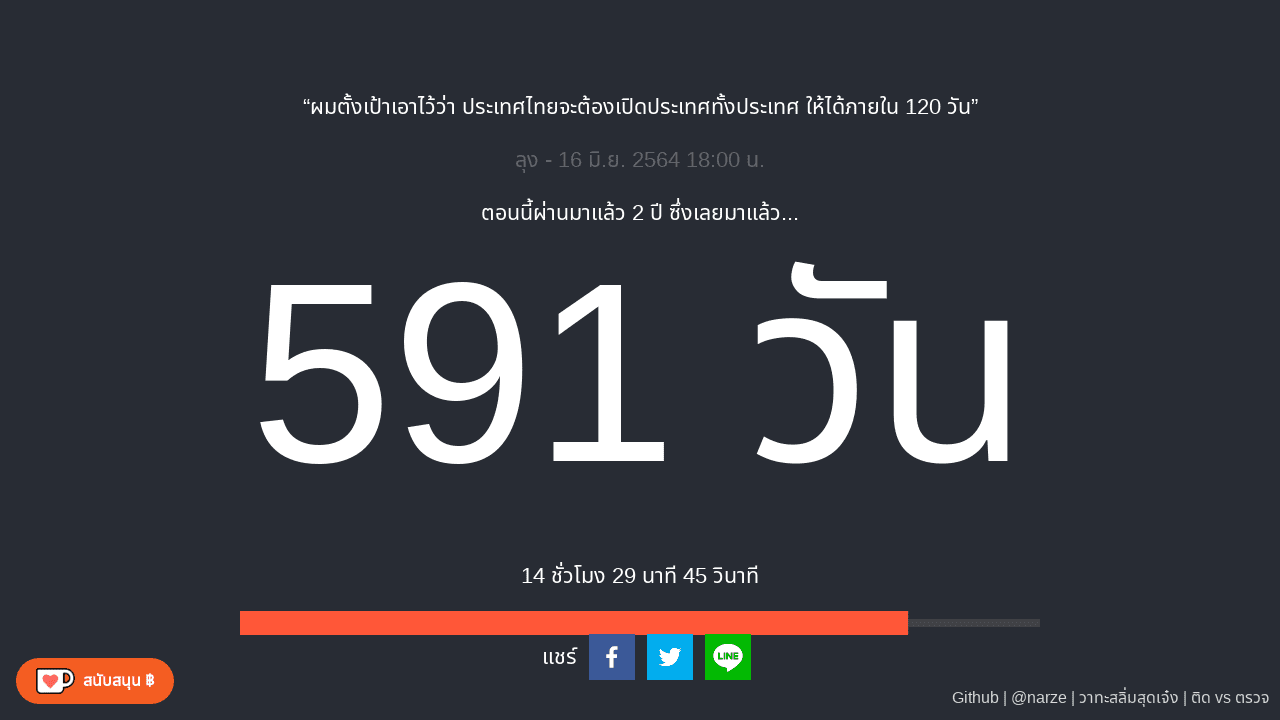 “ผมตั้งเป้าเอาไว้ว่า ประเทศไทยจะต้องเปิดประเทศทั้งประเทศ ให้ได้ภายใน 120 วัน”
ลุง - 16 มิ.ย. 2564 18:00 น.
ตอนนี้ผ่านมาแล้ว 2 ปี ซึ่งเลยมาแล้ว...
591 วัน
14 ชั่วโมง 29 นาที 45 วินาที
แชร์ LINE
สนับสนุน ฿
Github | @narze | วาทะสลิ่มสุดเจ๋ง | ติด vs ตรวจ